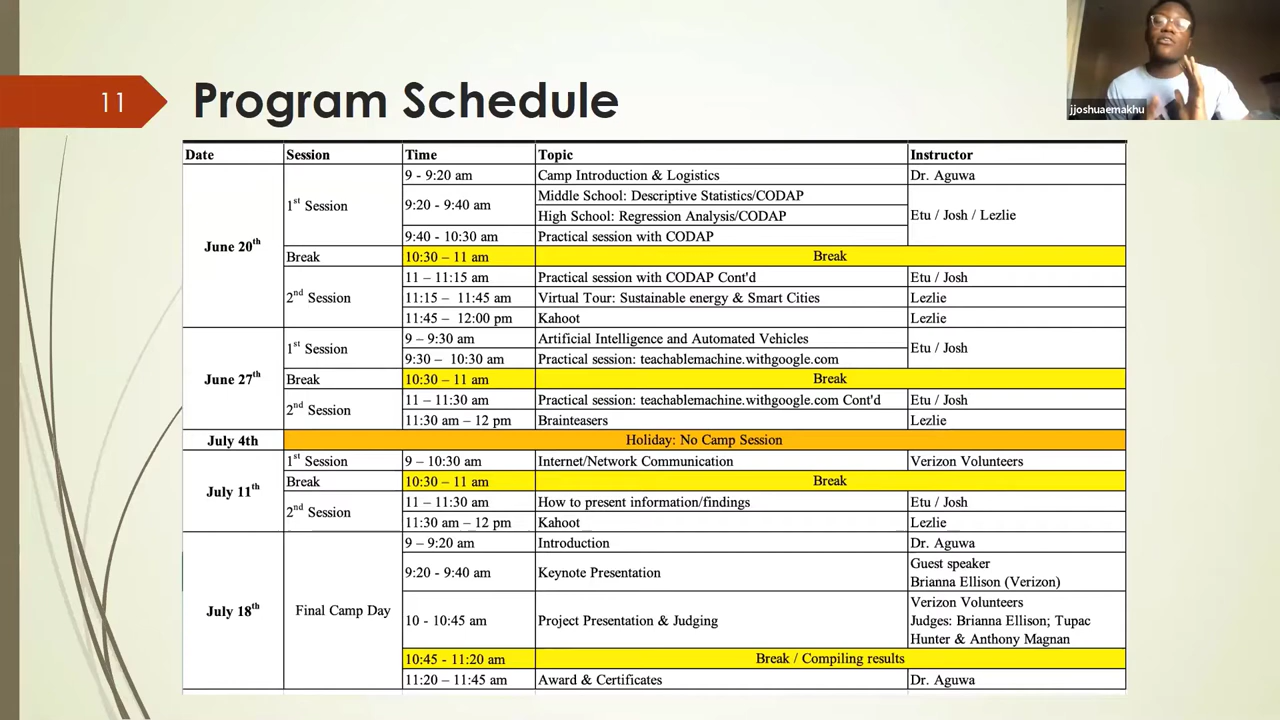 11
Program Schedule
jjoshuaemakhu
Date Session Time Topic Instructor
June 20th
1st Session
9 - 9:20 am Camp Introduction & Logistics Dr. Aguwa
9:20 - 9:40 am
Middle School: Descriptive Statistics/CODAP
High School: Regression Analysis/CODAP
Etu / Josh / Lezlie
9:40 - 10:30 am Practical session with CODAP
Break 10:30 – 11 am Break
2nd Session
11 – 11:15 am Practical session with CODAP Cont'd Etu / Josh
11:15 – 11:45 am Virtual Tour: Sustainable energy & Smart Cities Lezlie
11:45 – 12:00 pm Kahoot Lezlie
June 27th
1st Session
9 – 9:30 am Artificial Intelligence and Automated Vehicles
Etu / Josh
9:30 – 10:30 am Practical session: teachablemachine.withgoogle.com
Break 10:30 – 11 am Break
2nd Session
11 – 11:30 am Practical session: teachablemachine.withgoogle.com Cont'd Etu / Josh
11:30 am – 12 pm Brainteasers Lezlie
July 4th Holiday: No Camp Session
July 11th
1st Session 9 – 10:30 am Internet/Network Communication Verizon Volunteers
Break 10:30 – 11 am Break
2nd Session
11 – 11:30 am How to present information/findings Etu / Josh
11:30 am – 12 pm Kahoot Lezlie
July 18th
Final Camp Day
9 – 9:20 am Introduction Dr. Aguwa
9:20 - 9:40 am Keynote Presentation
Guest speaker
Brianna Ellison (Verizon)
10 - 10:45 am Project Presentation & Judging
Verizon Volunteers
Judges: Brianna Ellison; Tupac
Hunter & Anthony Magnan
10:45 - 11:20 am Break / Compiling results
11:20 – 11:45 am Award & Certificates Dr. Aguwa